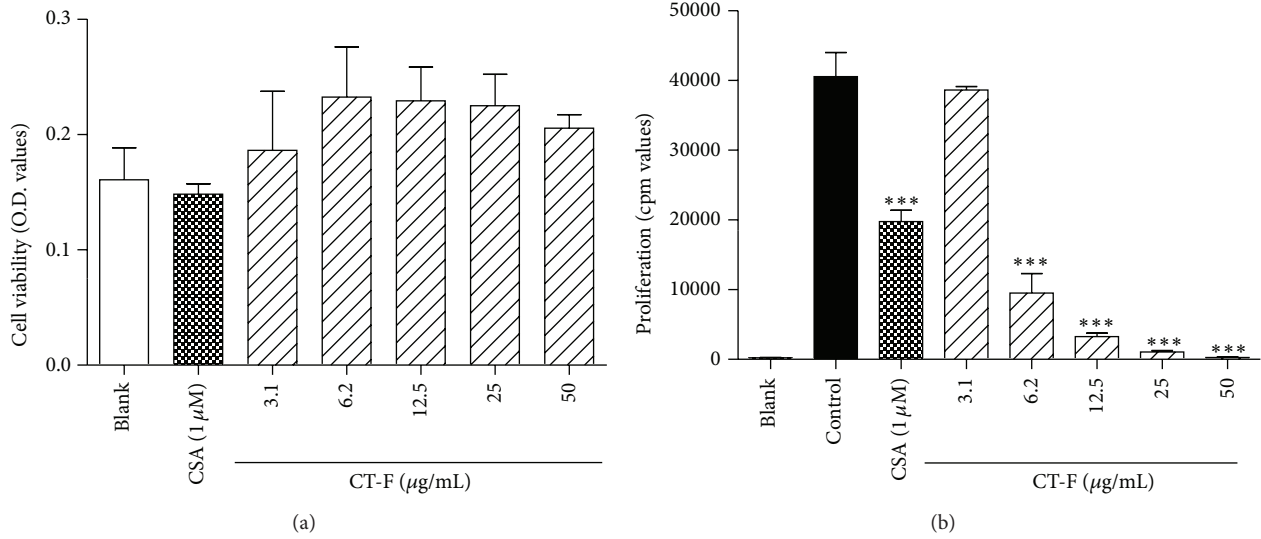 0.3
0.2
0.1
0.0
Cell viability (O.D. values)
Blank
CSA (1 μM)
3.1
6.2
12.5
25
50
CT-F (μg/mL)
(a)
50000
40000
30000
20000
10000
0
Proliferation (cpm values)
***
***
***
***
***
Blank
Control
CSA (1 μM)
3.1
6.2
12.5
25
50
CT-F (μg/mL)
(b)